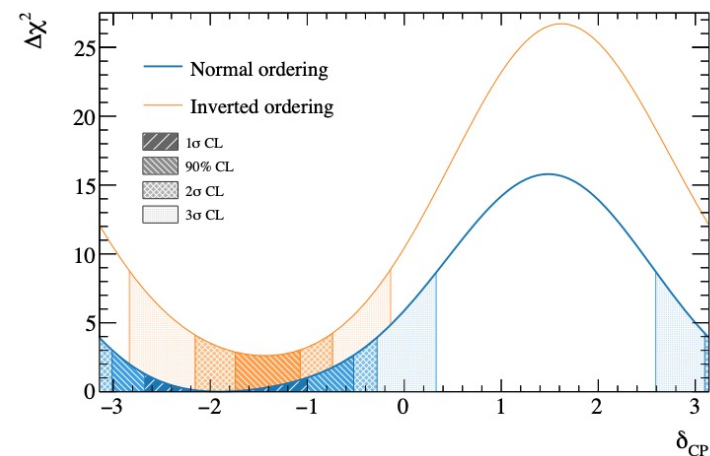 Δχ²
25
20
15
10
5
0
Normal ordering
Inverted ordering
1σ CL
90% CL
2σ CL
3σ CL
−3 −2 −1 0 1 2 3
δCP